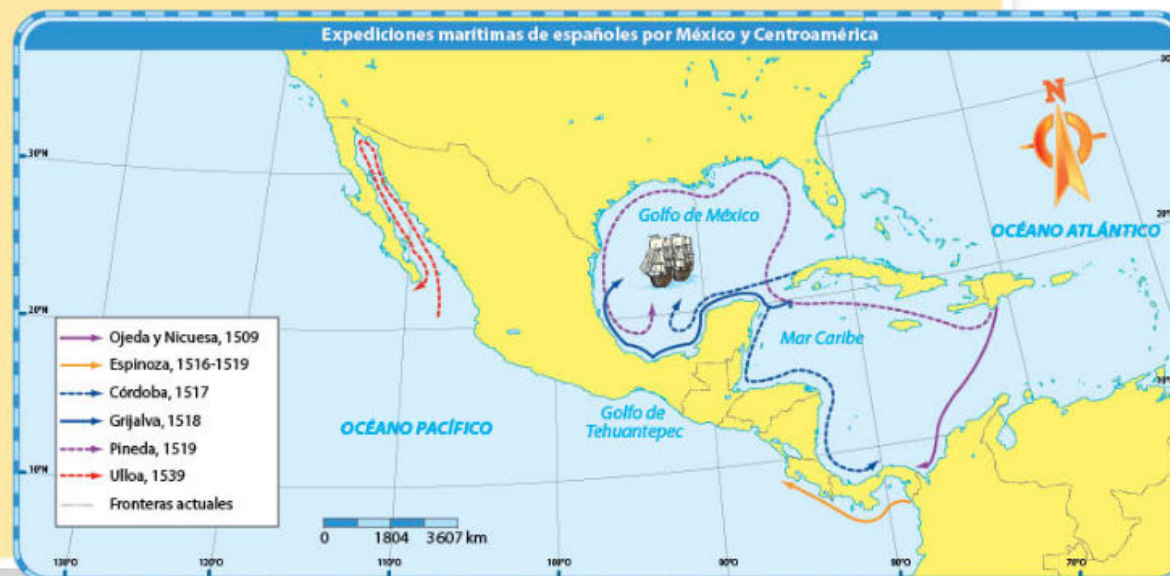 Expediciones marítimas de españoles por México y Centroamérica
N
30°N
20°N
10°N
20°
10°N
Golfo de México
OCÉANO ATLÁNTICO
Mar Caribe
OCÉANO PACÍFICO
Golfo de
Tehuantepec
Ojeda y Nicuesa, 1509
Espinoza, 1516-1519
Córdoba, 1517
Grijalva, 1518
Pineda, 1519
Ulloa, 1539
Fronteras actuales
0 1804 3607 km
130°O 120°O 110°O 100°O 90°O 80°O 70°O